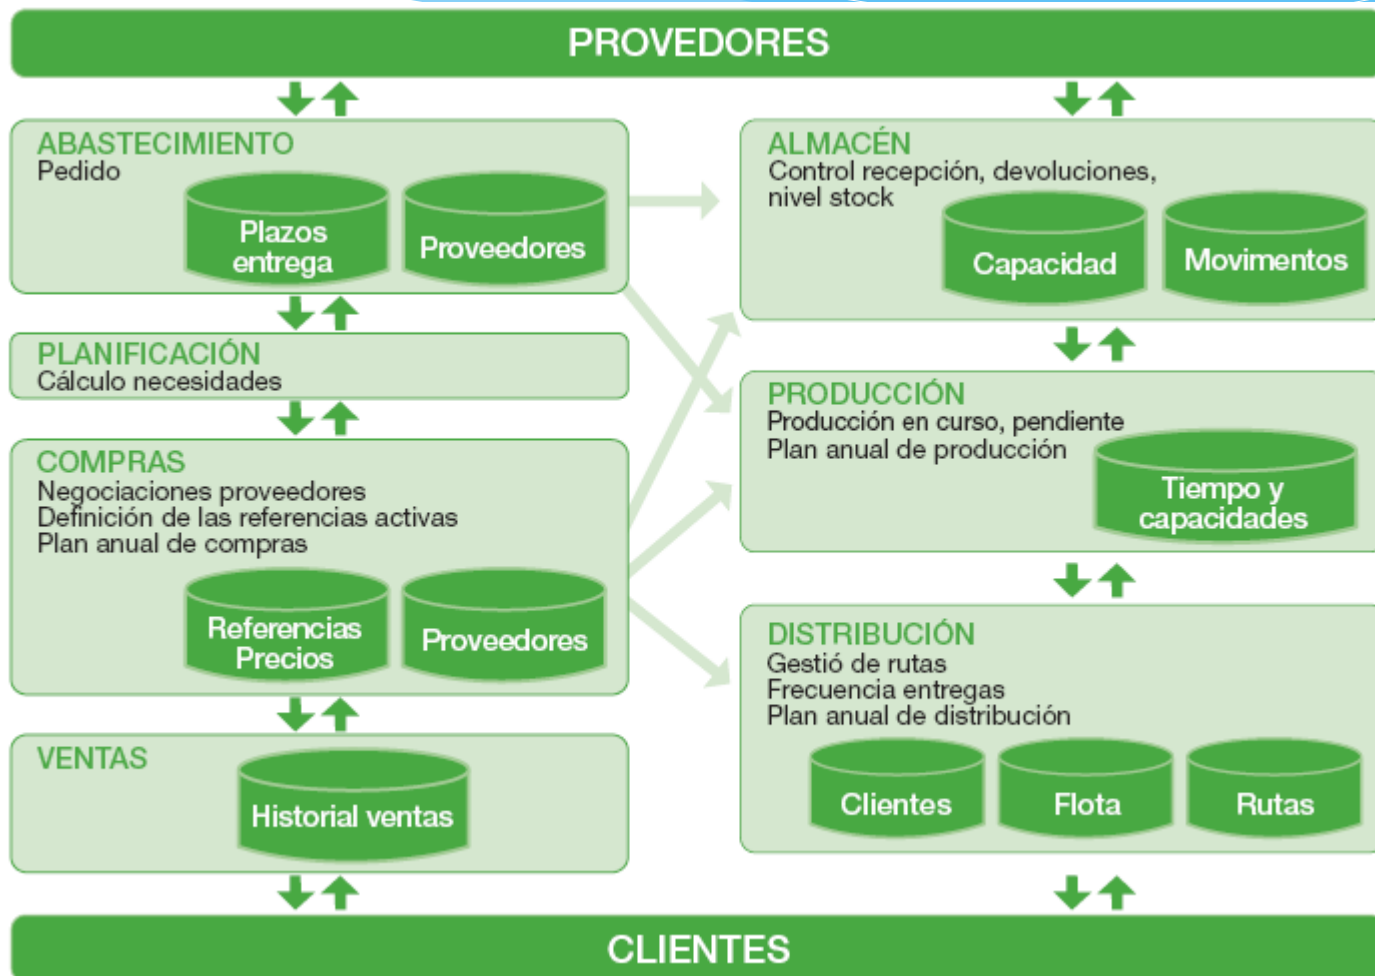 PROVEDORES
ABASTECIMIENTO
Pedido
Plazos
entrega
Proveedores
PLANIFICACIÓN
Cálculo necesidades
COMPRAS
Negociaciones proveedores
Definición de las referencias activas
Plan anual de compras
Referencias
Precios
Proveedores
VENTAS
Historial ventas
ALMACÉN
Control recepción, devoluciones,
nivel stock
Capacidad
Movimentos
PRODUCCIÓN
Producción en curso, pendiente
Plan anual de producción
Tiempo y
capacidades
DISTRIBUCIÓN
Gestió de rutas
Frecuencia entregas
Plan anual de distribución
Clientes
Flota
Rutas
CLIENTES